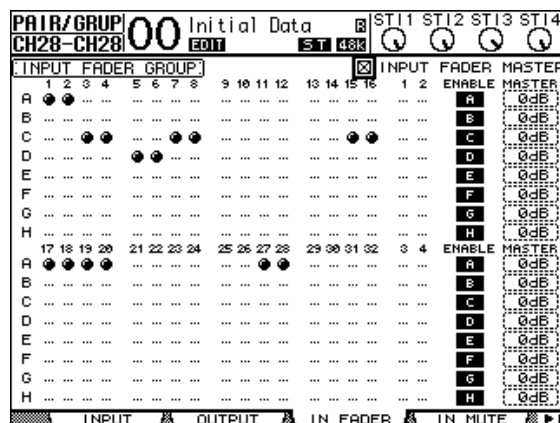 PAIR/GRUP
CH28-CH28
00
Initial Data
EDIT
ST 48K
STI1 STI2 STI3 STI4
INPUT FADER GROUP
INPUT FADER MASTER
1 2 3 4 5 6 7 8 9 10 11 12 13 14 15 16 1 2 ENABLE MASTER
A A 0dB
B B 0dB
C C 0dB
D D 0dB
E E 0dB
F F 0dB
G G 0dB
H H 0dB
17 18 19 20 21 22 23 24 25 26 27 28 29 30 31 32 3 4 ENABLE MASTER
A A 0dB
B B 0dB
C C 0dB
D D 0dB
E E 0dB
F F 0dB
G G 0dB
H H 0dB
INPUT OUTPUT IN FADER IN MUTE